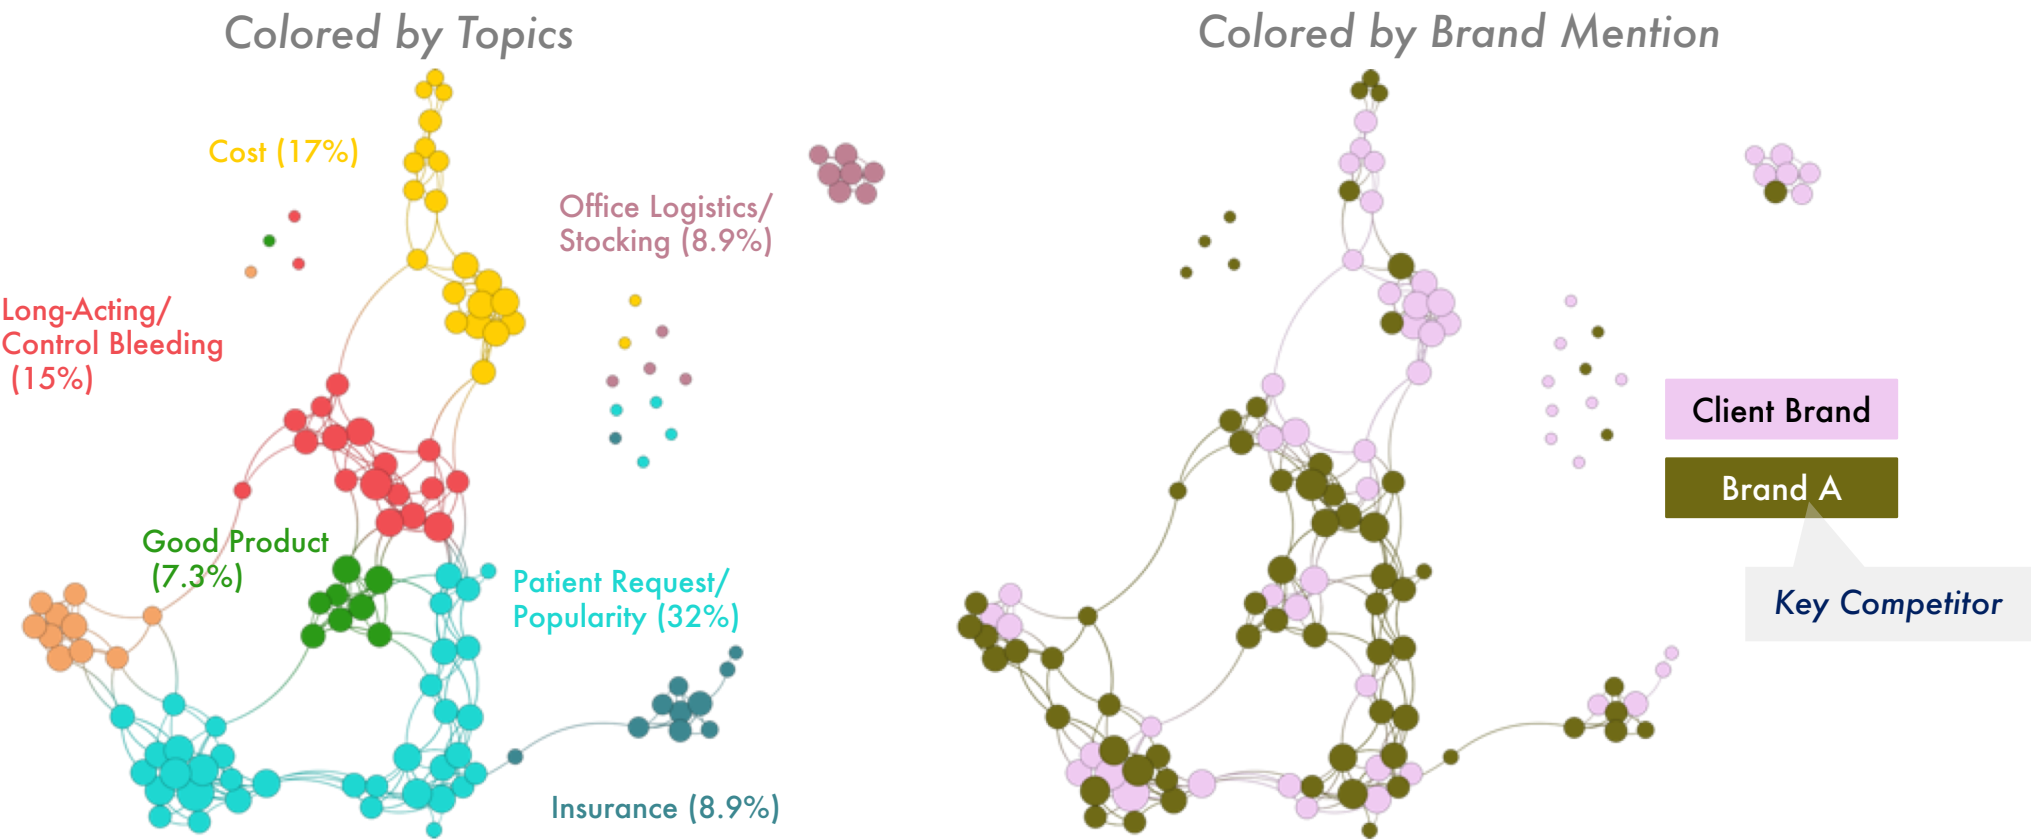 Colored by Topics
Colored by Brand Mention
Cost (17%)
Office Logistics/
Stocking (8.9%)
Long-Acting/
Control Bleeding
(15%)
Client Brand
Brand A
Good Product
(7.3%)
Patient Request/
Popularity (32%)
Key Competitor
Insurance (8.9%)